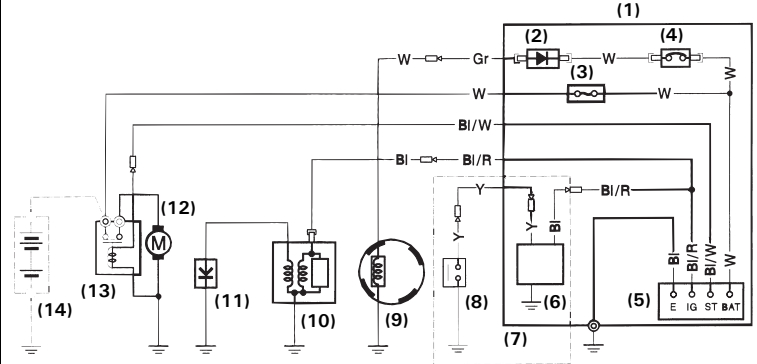 (1)
(2)
(4)
W Gr W
(3)
W
W W
Bl/W
Bl Bl/R
Y Bl/R
(12)
Y Y Bl
M
Bl Bl/R Bl/W W
(13) (11) (10) (9) (8) (6) (5) E IG ST BAT
(14)
(7)